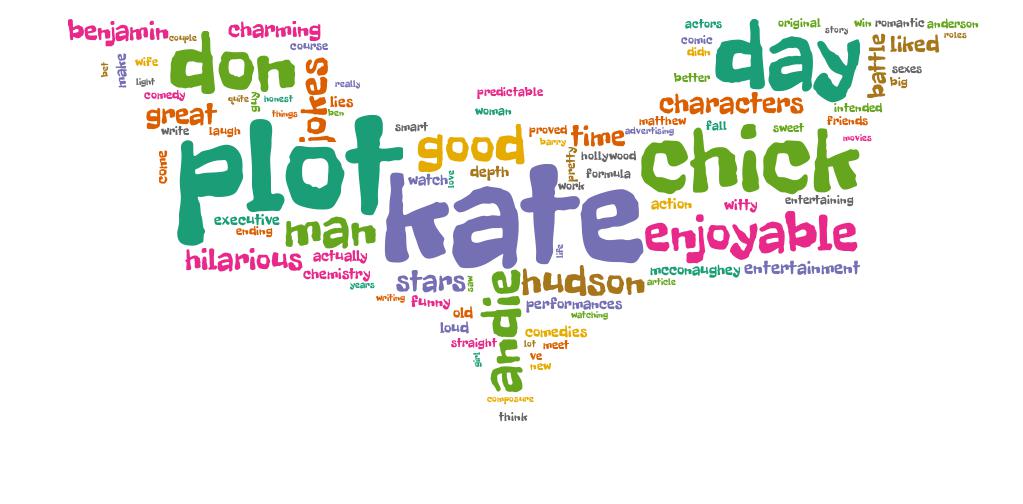 benjamin
couple
charming
actors
original
story
win
romantic
anderson
roles
bet
make
wife
don
course
comic
didn
day
battle
liked
light
jokes
really
better
sexes
big
comedy
quite
guy
honest
lies
predictable
characters
intended
great
things
ben
woman
matthew
friends
write
laugh
smart
good
proved
time
advertising
fall
sweet
movies
come
plot
barry
pretty
hollywood
chick
watch
love
depth
formula
work
kate
action
witty
entertaining
executive
ending
man
enjoyable
hilarious
actually
life
chemistry
years
stars
saw
andie
hudson
article
mcconaughey
entertainment
writing
funny
performances
old
watching
loud
comedies
straight
lot
meet
girl
ve
new
composure
think